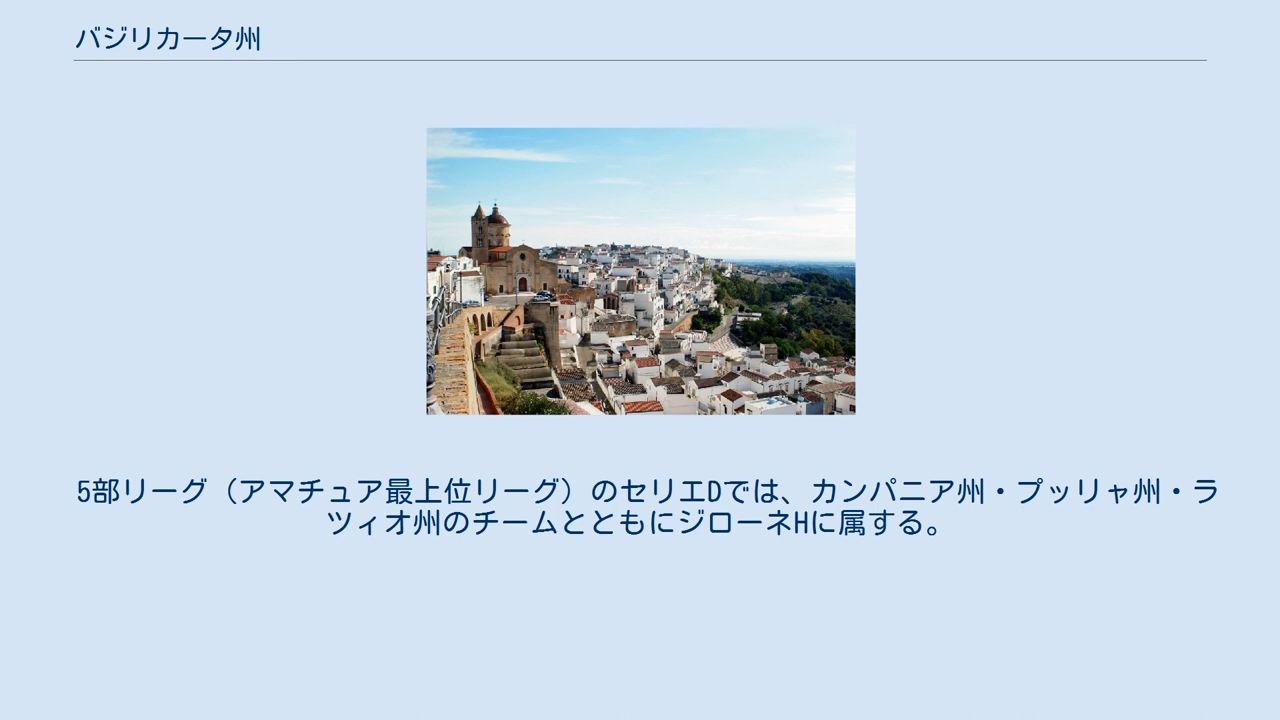 バジリカータ州
5部リーグ（アマチュア最上位リーグ）のセリエDでは、カンパニア州・プッリャ州・ラ
ツィオ州のチームとともにジローネHに属する。